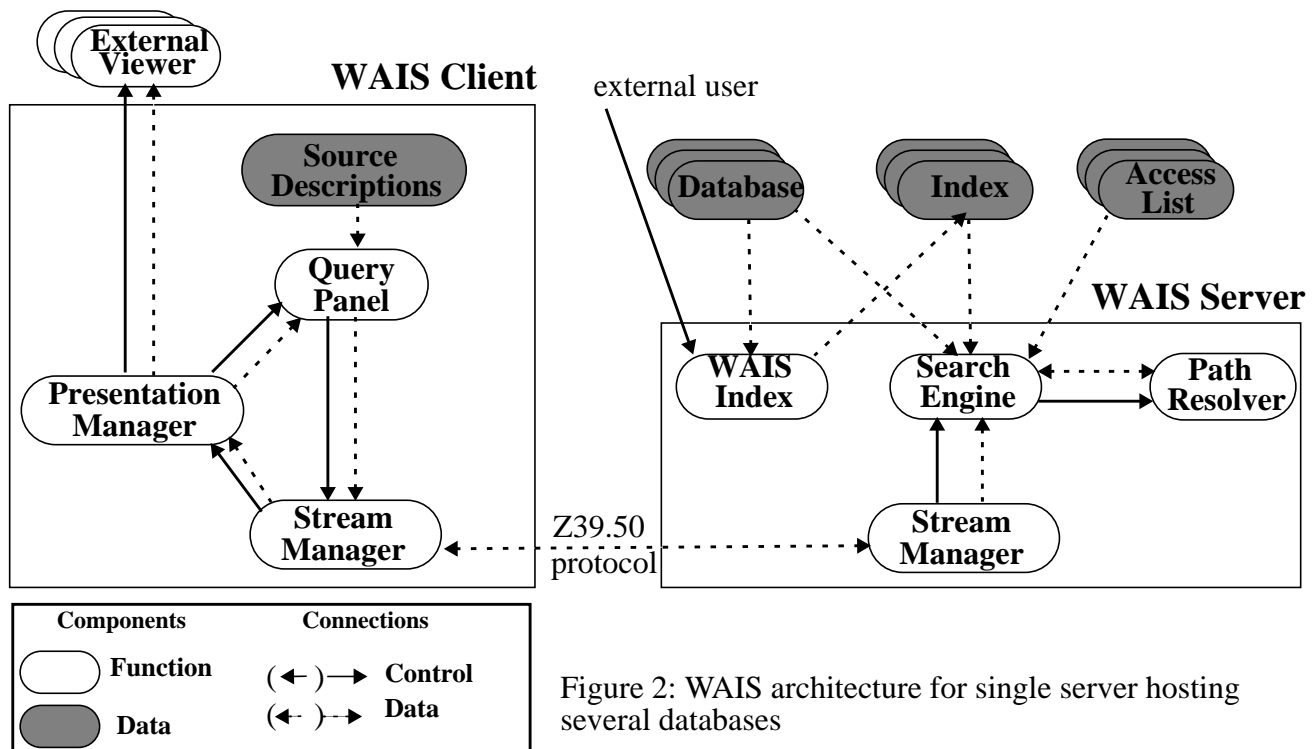 External
Viewer
WAIS Client
external user
Source
Descriptions
Database
Index
Access
List
Query
Panel
WAIS Server
Presentation
Manager
WAIS
Index
Search
Engine
Path
Resolver
Stream
Manager
Z39.50
protocol
Stream
Manager
Components
Connections
Function
( ) Control
Data
( ) Data
Figure 2: WAIS architecture for single server hosting
several databases